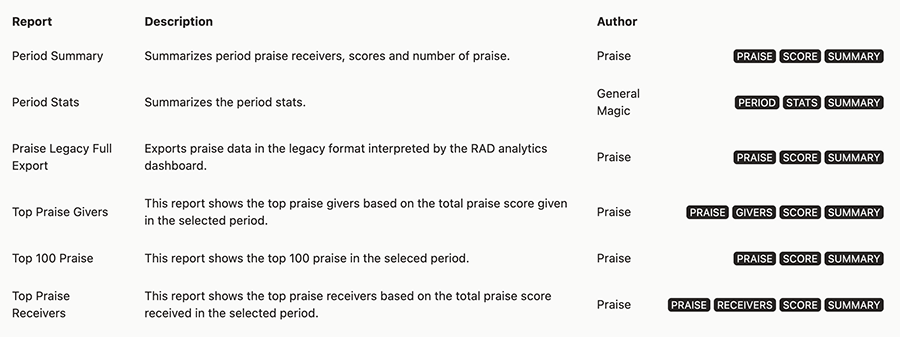 Report Description Author
Period Summary Summarizes period praise receivers, scores and number of praise. Praise PRAISE SCORE SUMMARY
Period Stats Summarizes the period stats. General Magic PERIOD STATS SUMMARY
Praise Legacy Full Export Exports praise data in the legacy format interpreted by the RAD analytics dashboard. Praise PRAISE SCORE SUMMARY
Top Praise Givers This report shows the top praise givers based on the total praise score given in the selected period. Praise PRAISE GIVERS SCORE SUMMARY
Top 100 Praise This report shows the top 100 praise in the seleced period. Praise PRAISE SCORE SUMMARY
Top Praise Receivers This report shows the top praise receivers based on the total praise score received in the selected period. Praise PRAISE RECEIVERS SCORE SUMMARY